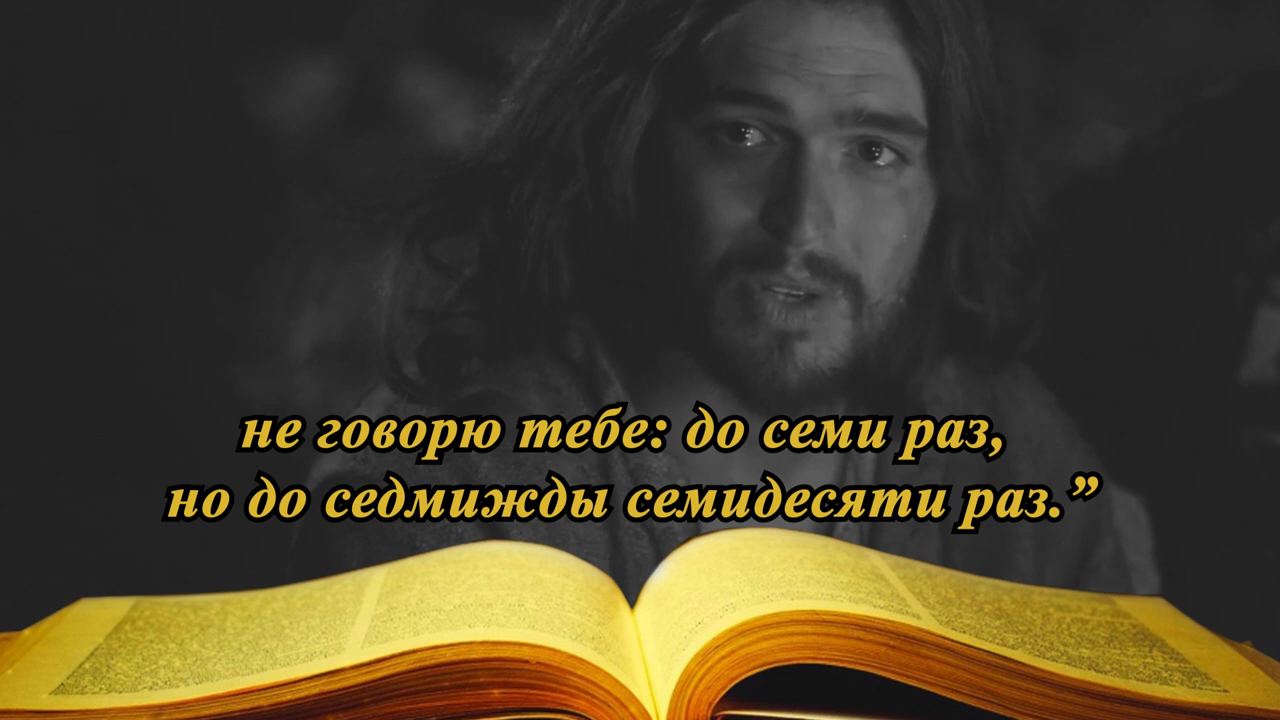 не говорю тебе: до семи раз,
но до седмижды семидесяти раз.”